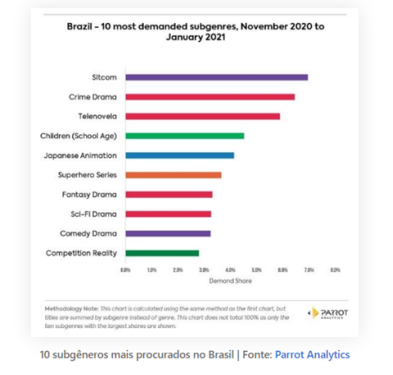 Brazil – 10 most demanded subgenres, November 2020 to
January 2021
Sitcom
Crime Drama
Telenovela
Children (School Age)
Japanese Animation
Superhero Series
Fantasy Drama
Sci-Fi Drama
Comedy Drama
Competition Reality
0.0% 1.0% 2.0% 3.0% 4.0% 5.0% 6.0% 7.0% 8.0%
Demand Share
Methodology Note: This chart is calculated using the same method as the first chart, but
titles are summed by subgenre instead of genre. This chart does not total 100% as only the
ten subgenres with the largest shares are shown.
PARROT
ANALYTICS
10 subgêneros mais procurados no Brasil | Fonte: Parrot Analytics